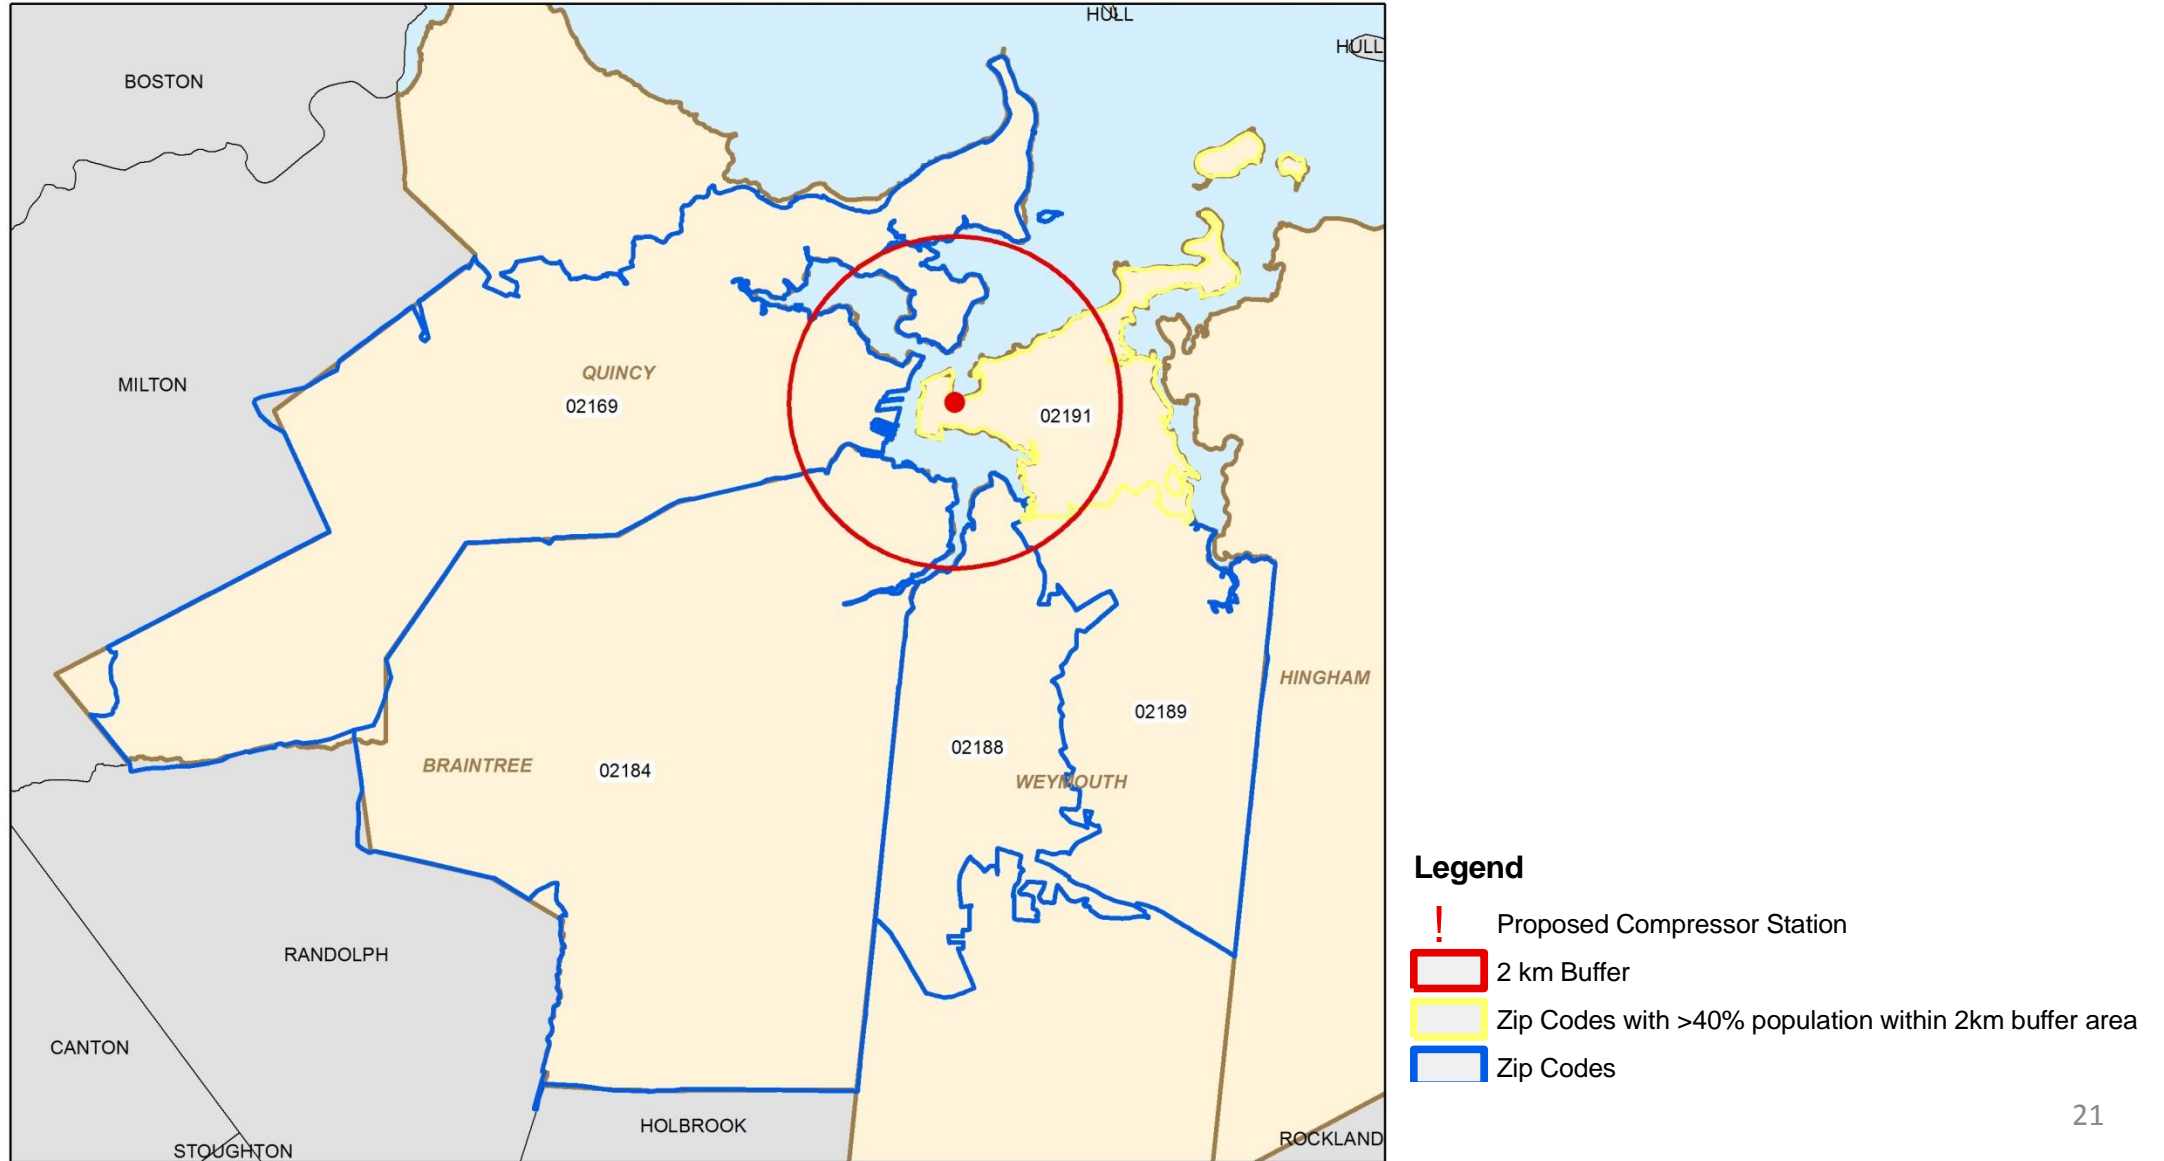 HULL
HULL
BOSTON
MILTON
QUINCY
02169
02191
HINGHAM
02189
02188
WEYMOUTH
BRAINTREE
02184
RANDOLPH
CANTON
HOLBROOK
STOUGHTON
ROCKLAND
Legend
! Proposed Compressor Station
2 km Buffer
Zip Codes with >40% population within 2km buffer area
Zip Codes
21